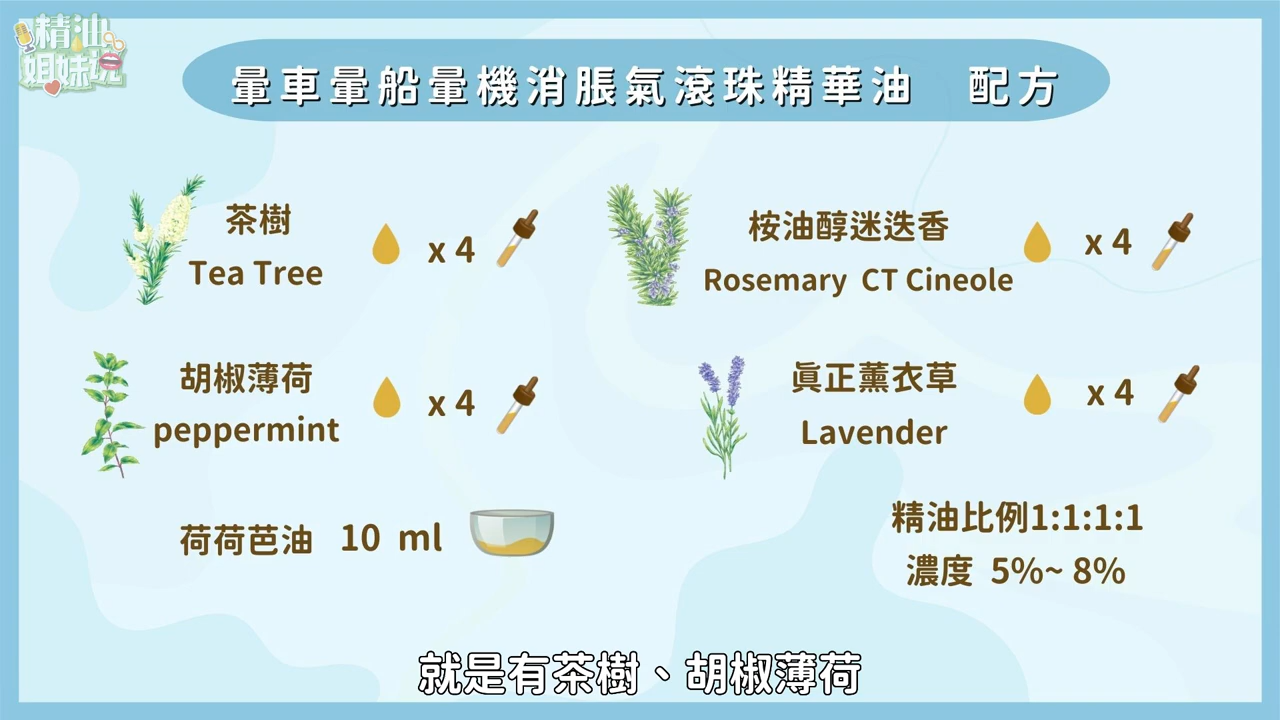 精油
姐妹說
暈車暈船暈機消脹氣滾珠精華油 配方
茶樹
Tea Tree
x 4
桉油醇迷迭香
Rosemary CT Cineole
x 4
胡椒薄荷
peppermint
x 4
真正薰衣草
Lavender
x 4
荷荷芭油 10 ml
精油比例1:1:1:1
濃度 5%~ 8%
就是有茶樹、胡椒薄荷